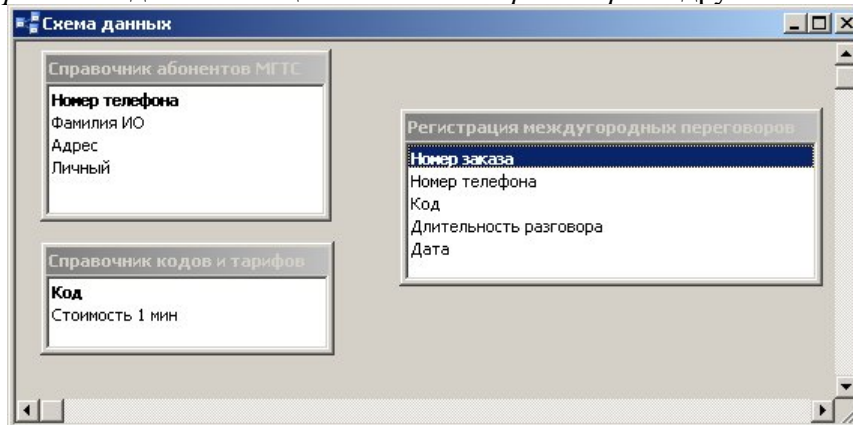 Схема данных
Справочник абонентов МГТС
Номер телефона
Фамилия ИО
Адрес
Личный
Справочник кодов и тарифов
Код
Стоимость 1 мин
Регистрация междугородных переговоров
Номер заказа
Номер телефона
Код
Длительность разговора
Дата